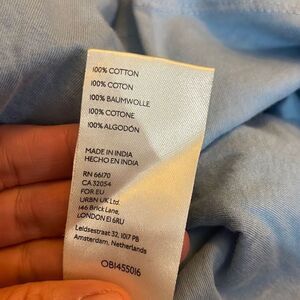 100% COTTON
100% COTON
100% BAUMWOLLE
100% COTONE
100% ALGODÓN
MADE IN INDIA
HECHO EN INDIA
RN 66170
CA 32054
FOR EU
URBN UK Ltd.
146 Brick Lane,
LONDON E1 6RU
Leidsestraat 32, 1017 PB
Amsterdam, Netherlands
OB1455016